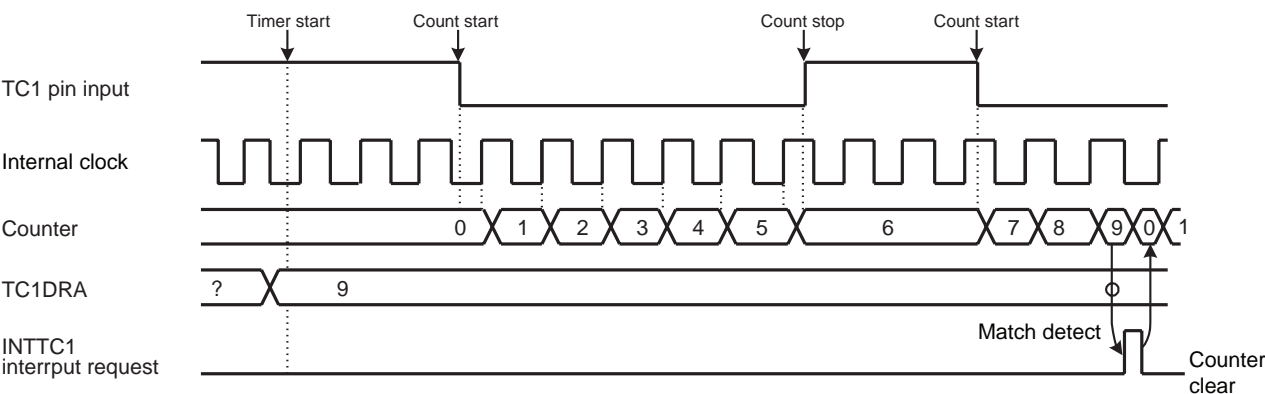 Timer start
Count start
Count stop
Count start
TC1 pin input
Internal clock
Counter
0 1 2 3 4 5 6 7 8 9 0 1
TC1DRA
? 9
Match detect
INTTC1
interrput request
Counter
clear